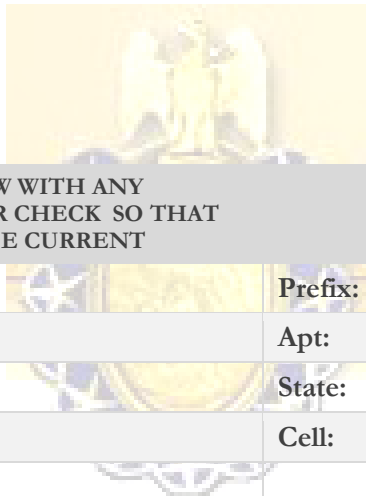 WITH ANY
CHECK SO THAT
E CURRENT
Prefix:
Apt:
State:
Cell: